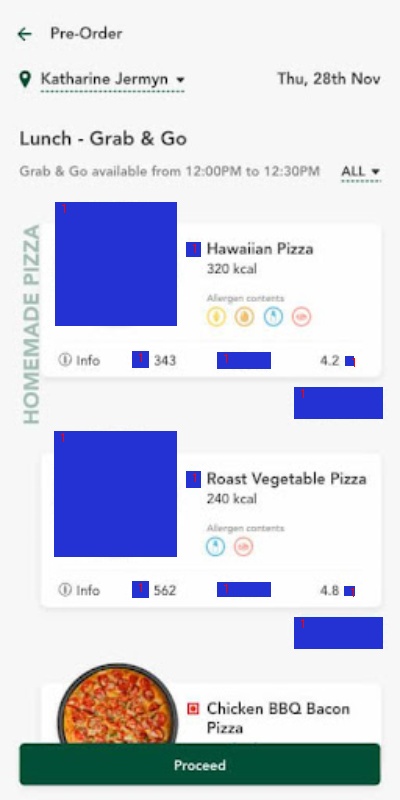 Pre-Order
Katharine Jermyn
Thu, 28th Nov
Lunch - Grab & Go
Grab & Go available from 12:00PM to 12:30PM
ALL
HOMEMADE PIZZA
Hawaiian Pizza
320 kcal
Allergen contents
Info
343
4.2
Roast Vegetable Pizza
240 kcal
Allergen contents
Info
562
4.8
Chicken BBQ Bacon
Pizza
Proceed